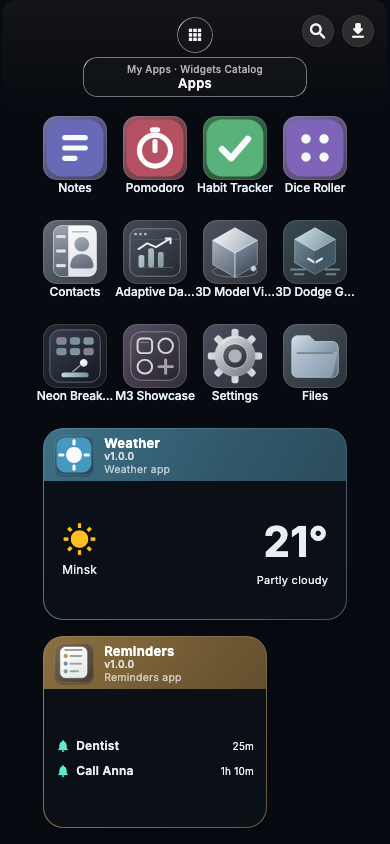 My Apps · Widgets Catalog
Apps
Notes
Pomodoro
Habit Tracker
Dice Roller
Contacts
Adaptive Da...
3D Model Vi...
3D Dodge G...
Neon Break...
M3 Showcase
Settings
Files
Weather
v1.0.0
Weather app
21°
Minsk
Partly cloudy
Reminders
v1.0.0
Reminders app
Dentist 25m
Call Anna 1h 10m